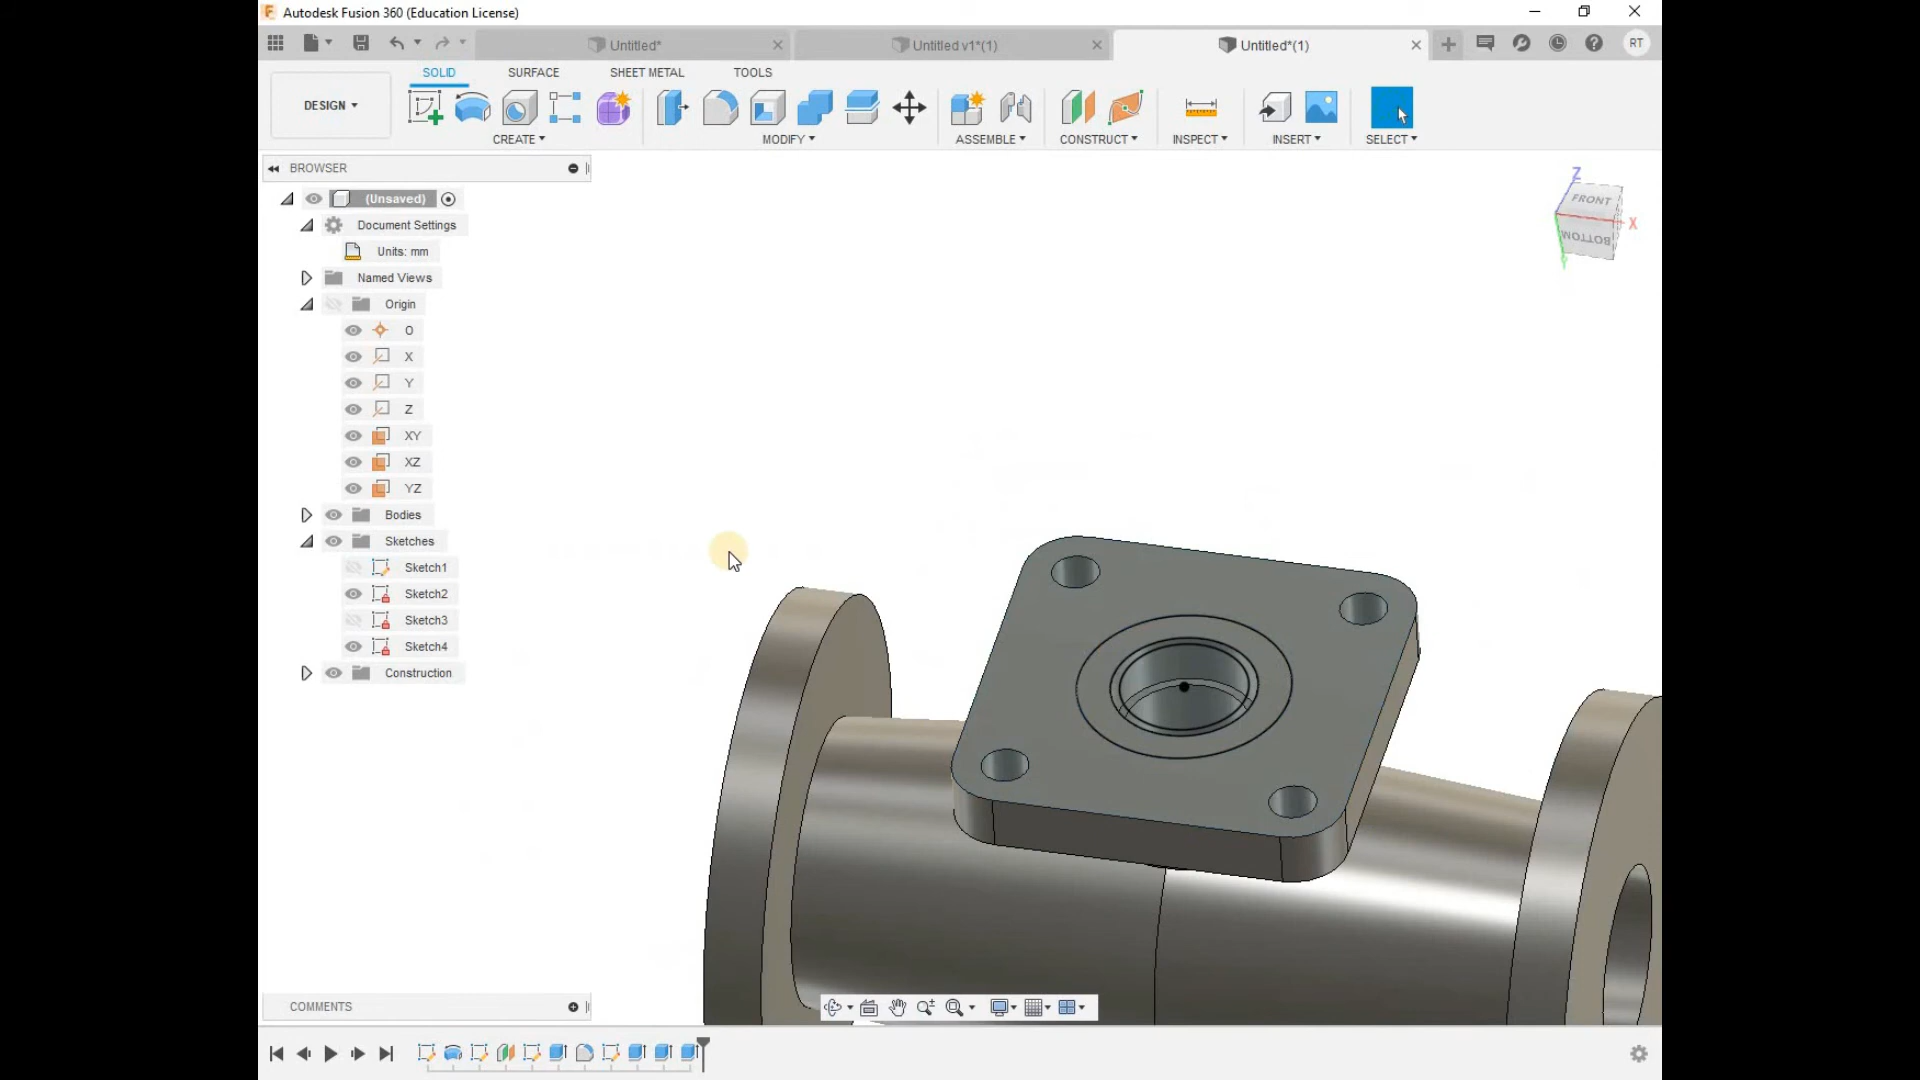 Autodesk Fusion 360 (Education License)
Untitled*
Untitled v1*(1)
Untitled*(1)
RT
SOLID
SURFACE
SHEET METAL
TOOLS
DESIGN
CREATE
MODIFY
ASSEMBLE
CONSTRUCT
INSPECT
INSERT
SELECT
BROWSER
(Unsaved)
Document Settings
Units: mm
Named Views
Origin
O
X
Y
Z
XY
XZ
YZ
Bodies
Sketches
Sketch1
Sketch2
Sketch3
Sketch4
Construction
Z
FRONT
X
BOTTOM
Y
COMMENTS